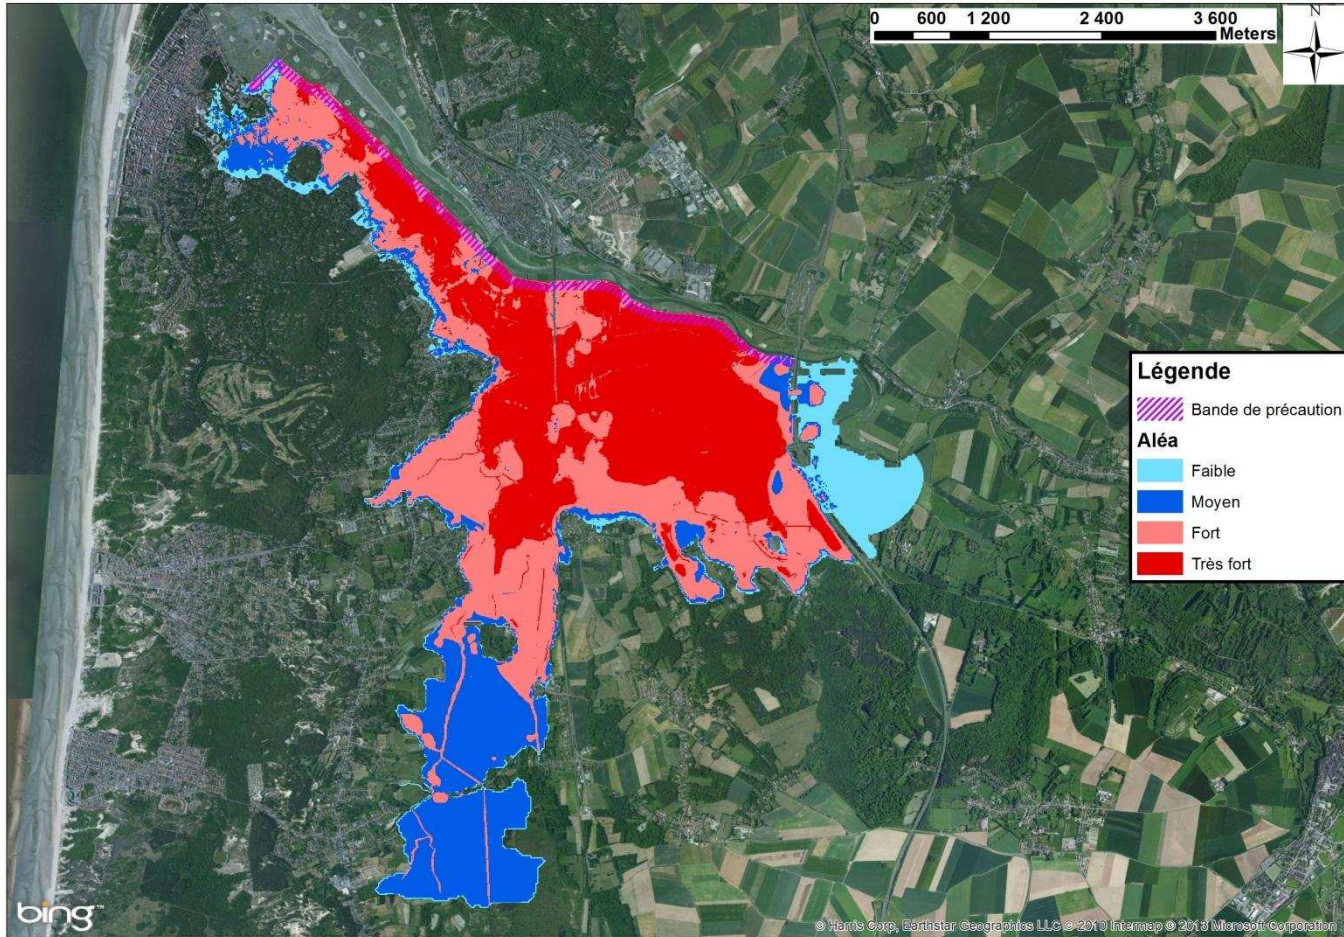 0 600 1 200 2 400 3 600
Meters
N
Légende
Bande de précaution
Aléa
Faible
Moyen
Fort
Très fort
bing™
© Harris Corp, Earthstar Geographics LLC © 2010 Intermap © 2013 Microsoft Corporation